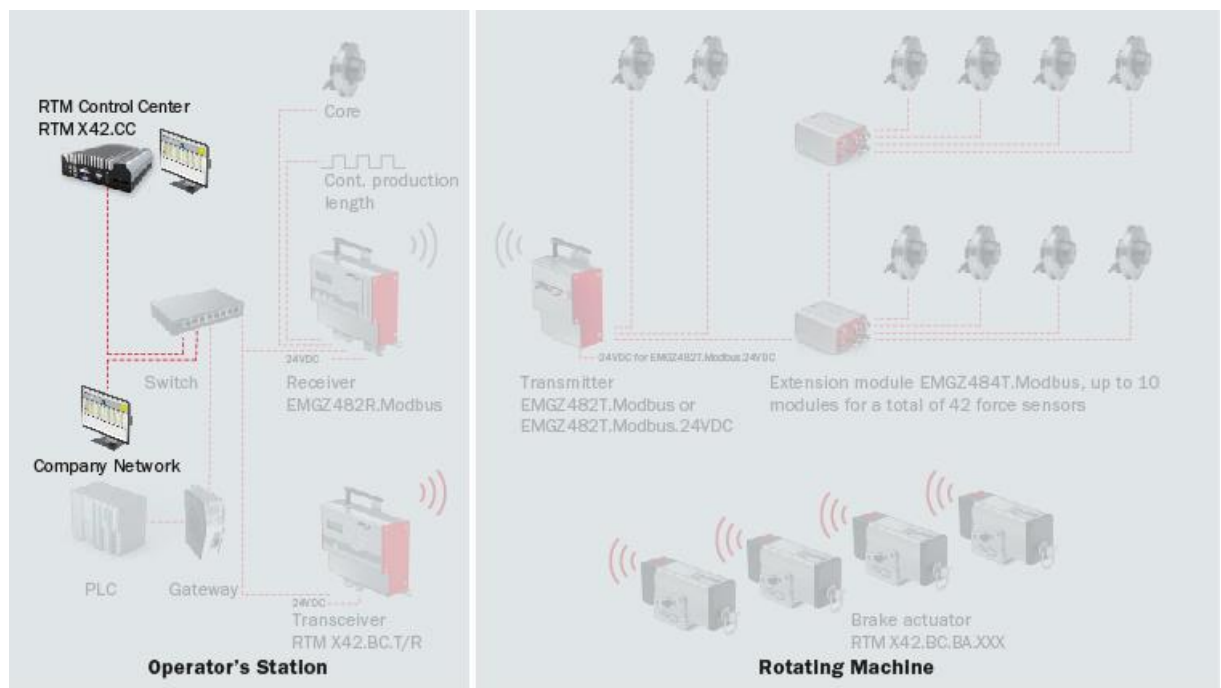 RTM Control Center
RTM X42.CC
Core
Cont. production
length
24VDC
Switch
Receiver
EMGZ482R.Modbus
Company Network
PLC
Gateway
24VDC
Transceiver
RTM X42.BC.T/R
Operator's Station
24VDC for EMGZ482T.Modbus.24VDC
Transmitter
EMGZ482T.Modbus or
EMGZ482T.Modbus.24VDC
Extension module EMGZ484T.Modbus, up to 10
modules for a total of 42 force sensors
Brake actuator
RTM X42.BC.BA.XXX
Rotating Machine